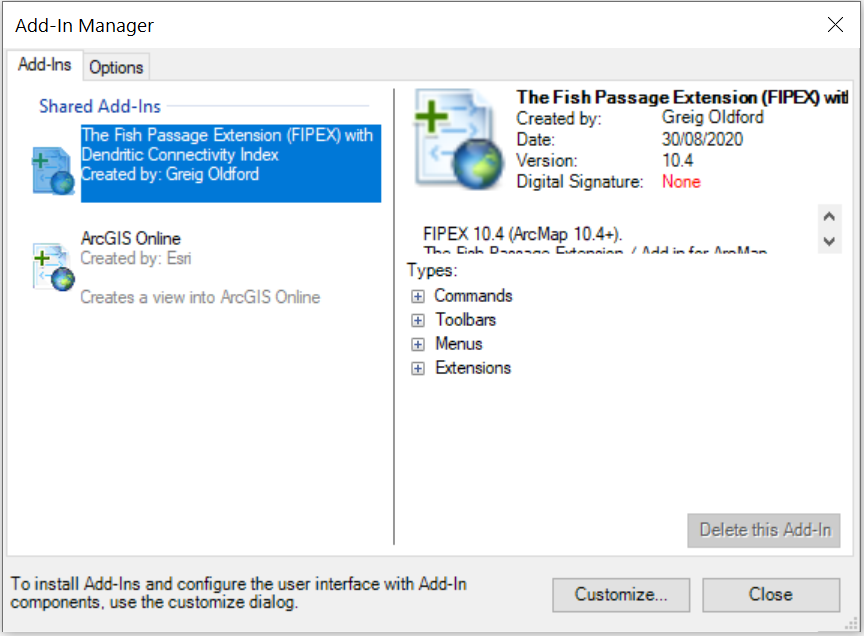 Add-In Manager
Add-Ins
Options
Shared Add-Ins
The Fish Passage Extension (FIPEX) with
Dendritic Connectivity Index
Created by: Greig Oldford
ArcGIS Online
Created by: Esri
Creates a view into ArcGIS Online
The Fish Passage Extension (FIPEX) wit
Created by: Greig Oldford
Date: 30/08/2020
Version: 10.4
Digital Signature: None
FIPEX 10.4 (ArcMap 10.4+).
The Fish Passage Extension / Add in for ArcMap
Types:
Commands
Toolbars
Menus
Extensions
Delete this Add-In
To install Add-Ins and configure the user interface with Add-In
components, use the customize dialog.
Customize...
Close